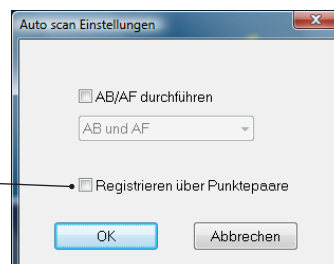 Auto scan Einstellungen
AB/AF durchführen
AB und AF
Registrieren über Punktepaare
OK
Abbrechen